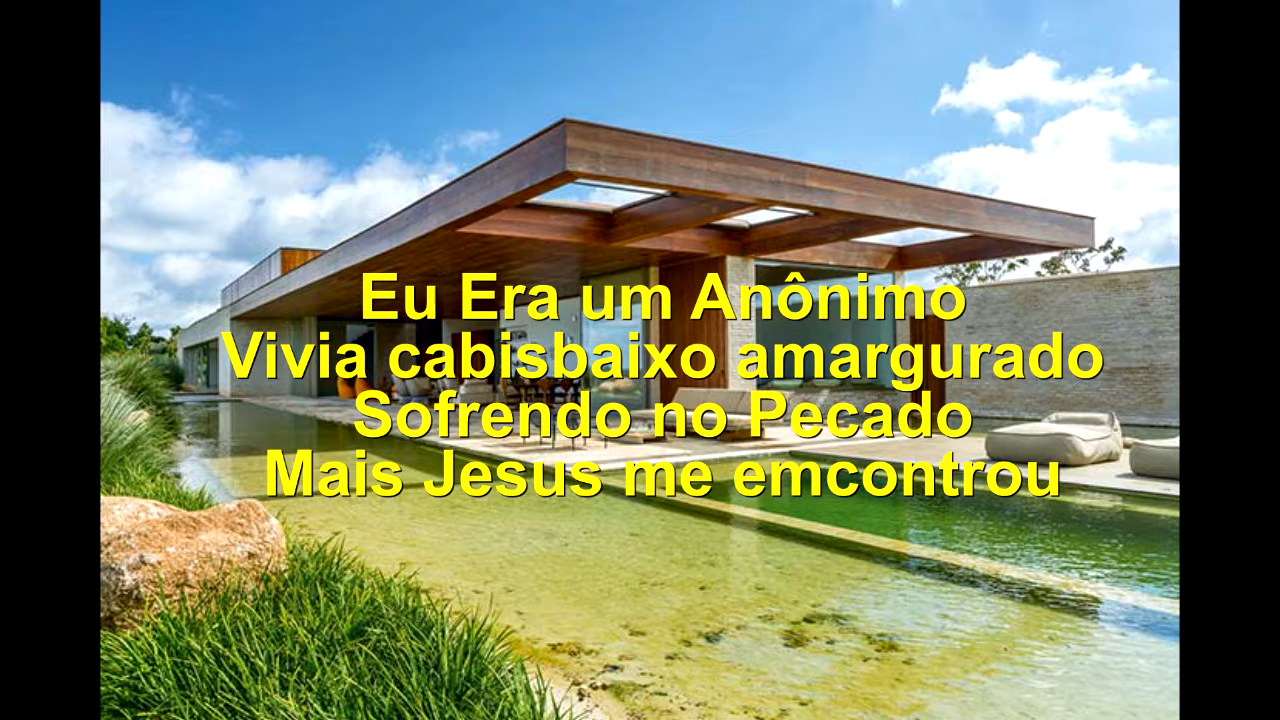 Eu Era um Anônimo
Vivia cabisbaixo amargurado
Sofrendo no Pecado
Mais Jesus me emcontrou